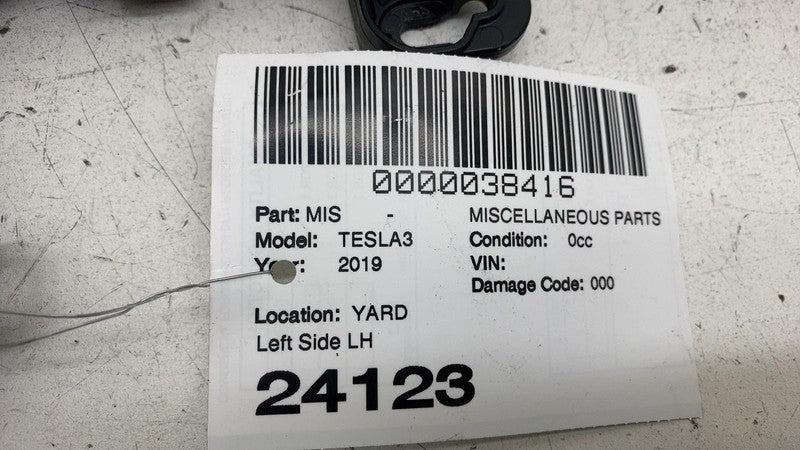 0000038416
Part: MIS - MISCELLANEOUS PARTS
Model: TESLA3 Condition: 0cc
Year: 2019 VIN:
Damage Code: 000
Location: YARD
Left Side LH
24123